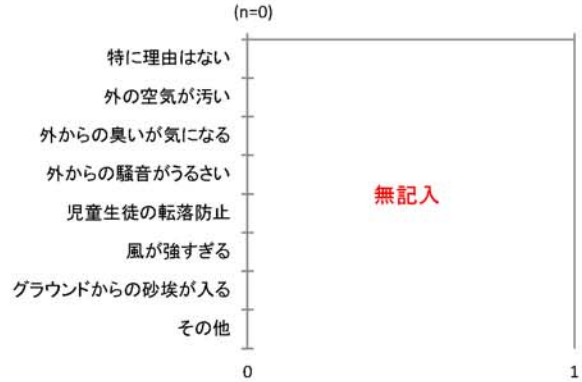 (n=0)
特に理由はない
外の空気が汚い
外からの臭いが気になる
外からの騒音がうるさい
児童生徒の転落防止
風が強すぎる
グラウンドからの砂埃が入る
その他
無記入
0 1